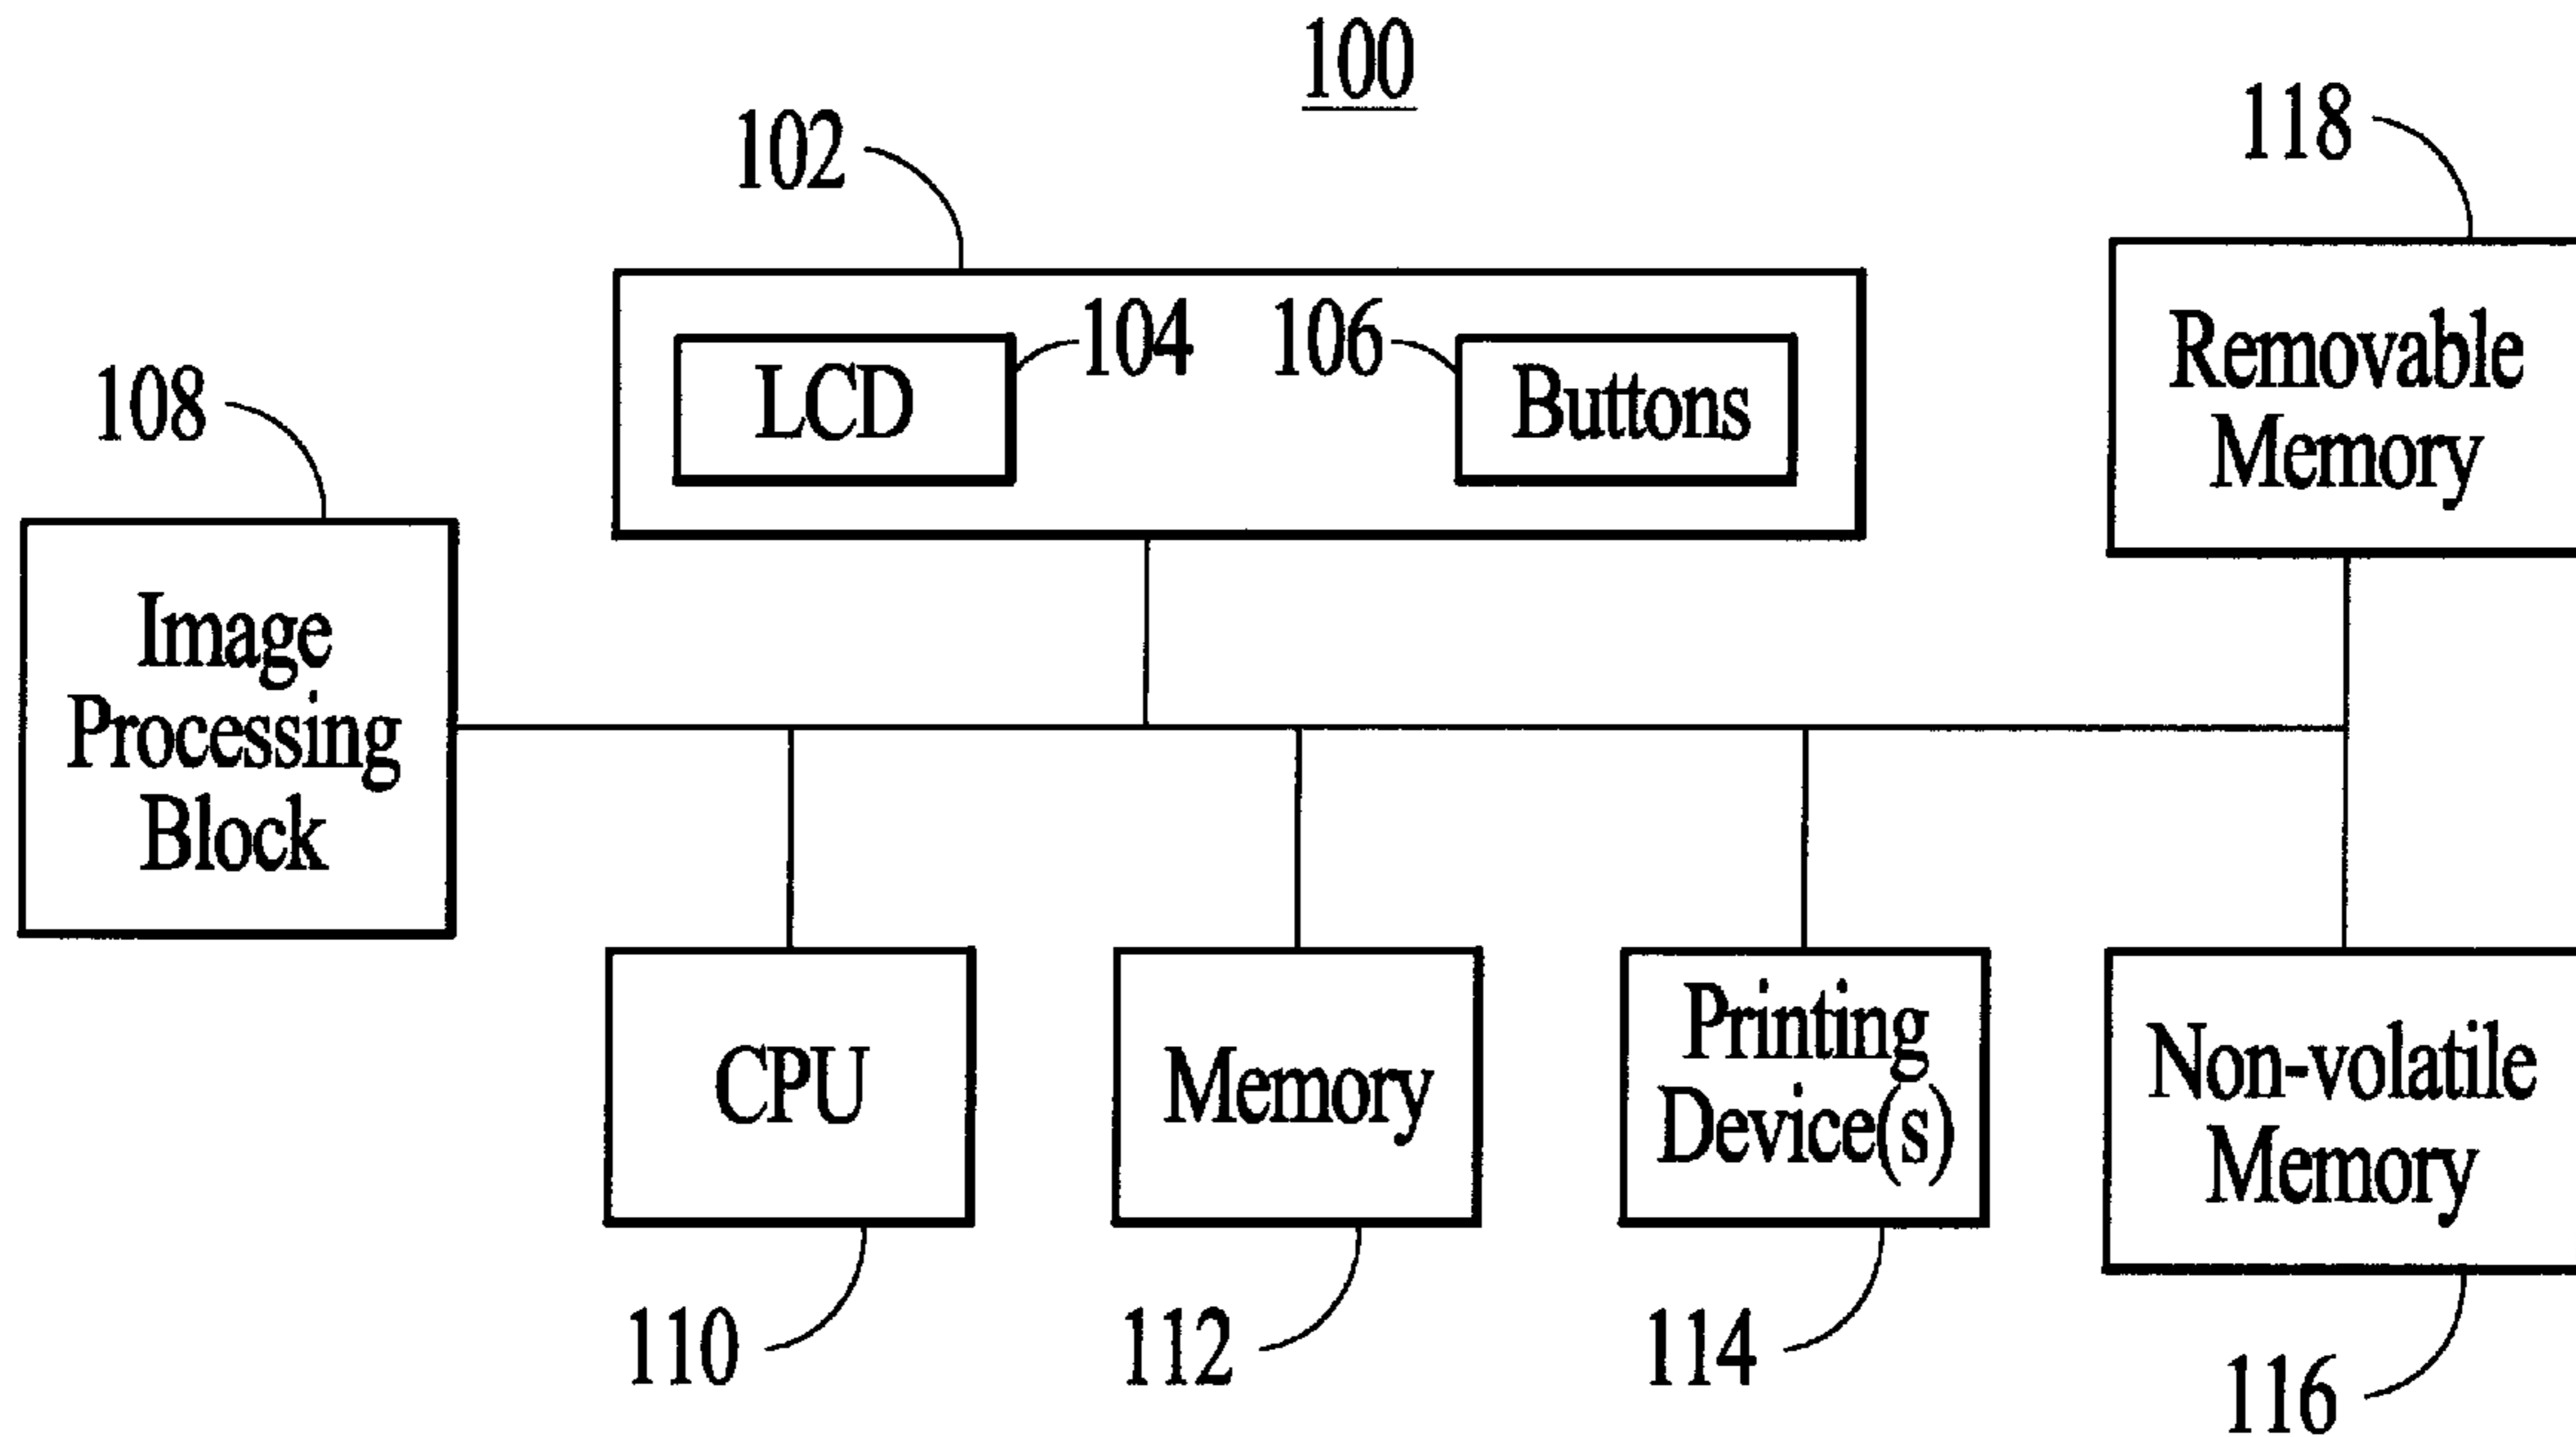 100
102
118
LCD
104
106
Buttons
Removable
Memory
108
Image
Processing
Block
CPU
Memory
Printing
Device(s)
Non-volatile
Memory
110
112
114
116